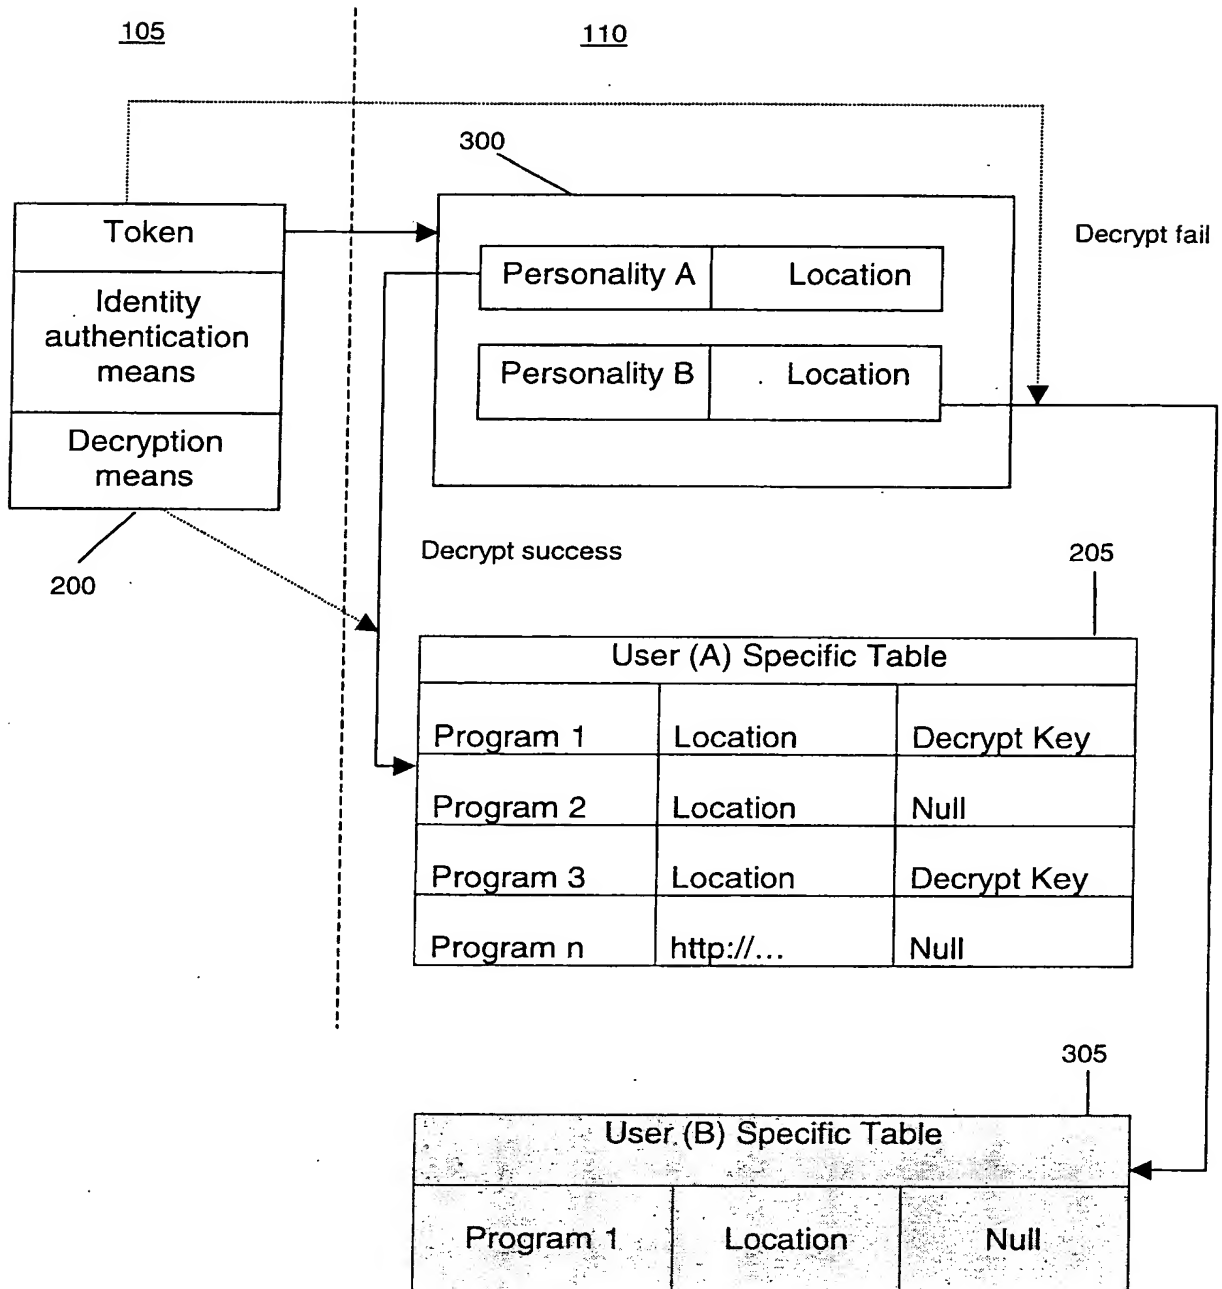 105
110
300
Token
Identity
authentication
means
Decryption
means
200
Personality A
Location
Personality B
Location
Decrypt fail
Decrypt success
205
User (A) Specific Table
Program 1
Location
Decrypt Key
Program 2
Location
Null
Program 3
Location
Decrypt Key
Program n
http://...
Null
305
User (B) Specific Table
Program 1
Location
Null